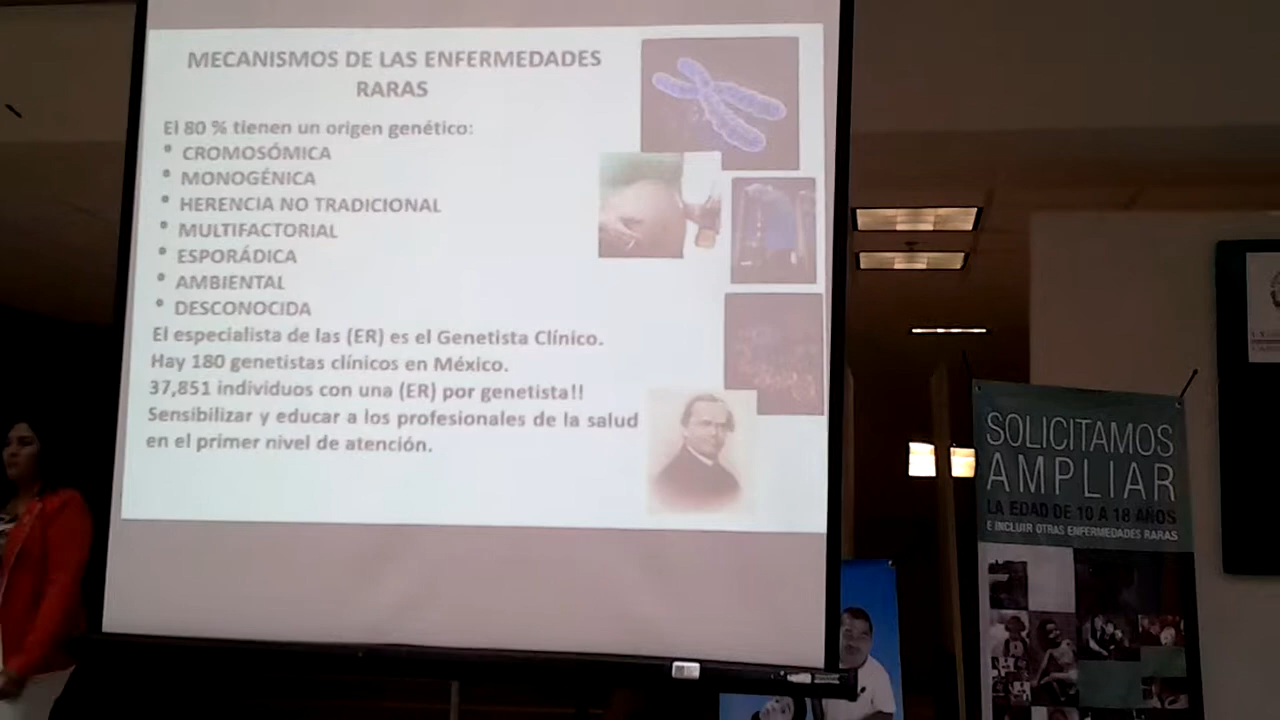 MECANISMOS DE LAS ENFERMEDADES
RARAS
El 80 % tienen un origen genético:
° CROMOSÓMICA
° MONOGÉNICA
° HERENCIA NO TRADICIONAL
° MULTIFACTORIAL
° ESPORÁDICA
° AMBIENTAL
° DESCONOCIDA
El especialista de las (ER) es el Genetista Clínico.
Hay 180 genetistas clínicos en México.
37,851 individuos con una (ER) por genetista!!
Sensibilizar y educar a los profesionales de la salud
en el primer nivel de atención.
SOLICITAMOS
AMPLIAR
LA EDAD DE 10 A 18 AÑOS
E INCLUIR OTRAS ENFERMEDADES RARAS